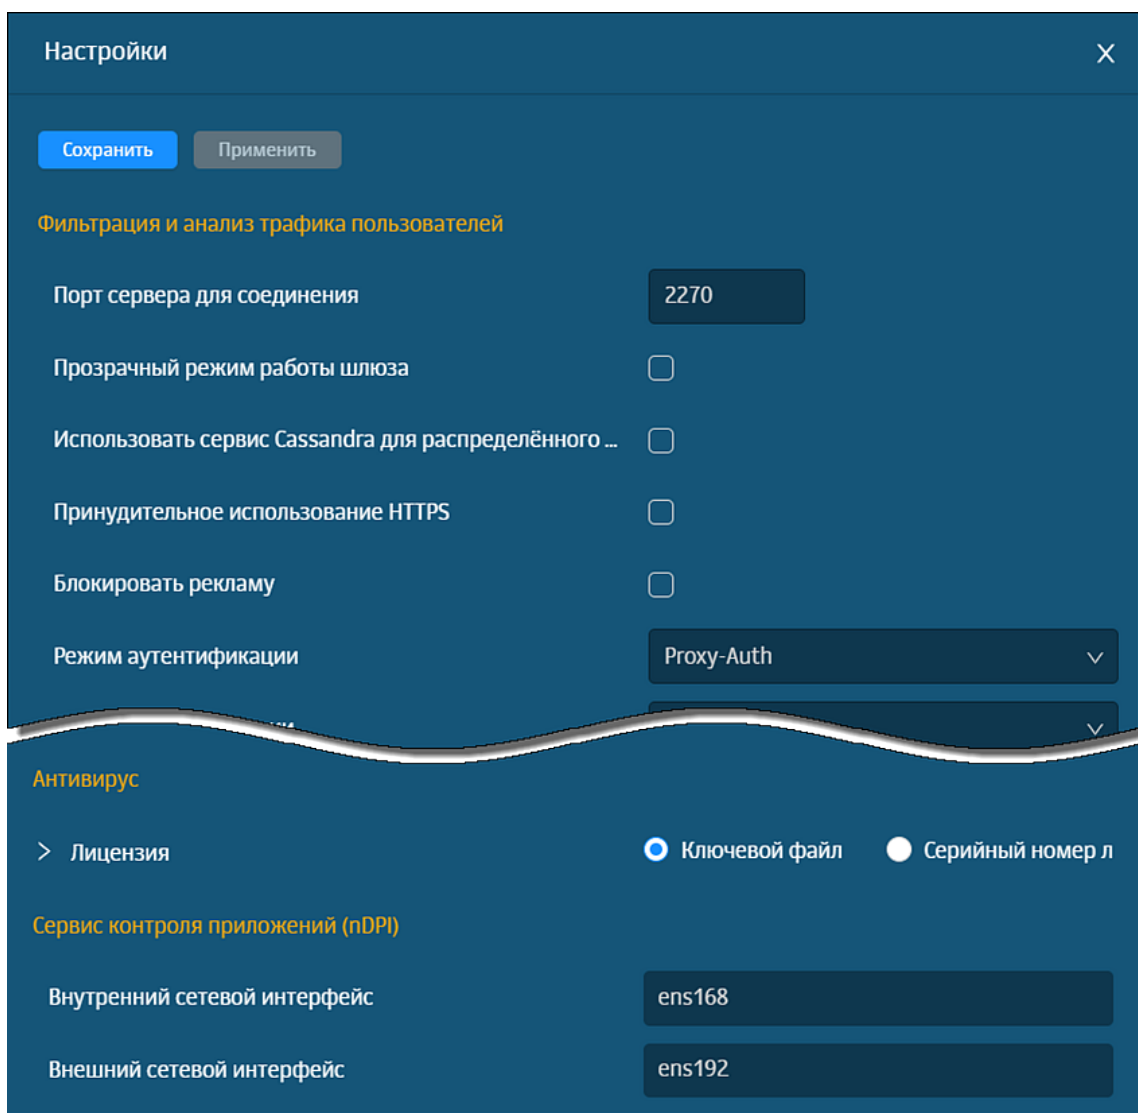 Настройки
Сохранить Применить
Фильтрация и анализ трафика пользователей
Порт сервера для соединения 2270
Прозрачный режим работы шлюза
Использовать сервис Cassandra для распределённого ...
Принудительное использование HTTPS
Блокировать рекламу
Режим аутентификации Proxy-Auth
Антивирус
Лицензия Ключевой файл Серийный номер л
Сервис контроля приложений (nDPI)
Внутренний сетевой интерфейс ens168
Внешний сетевой интерфейс ens192